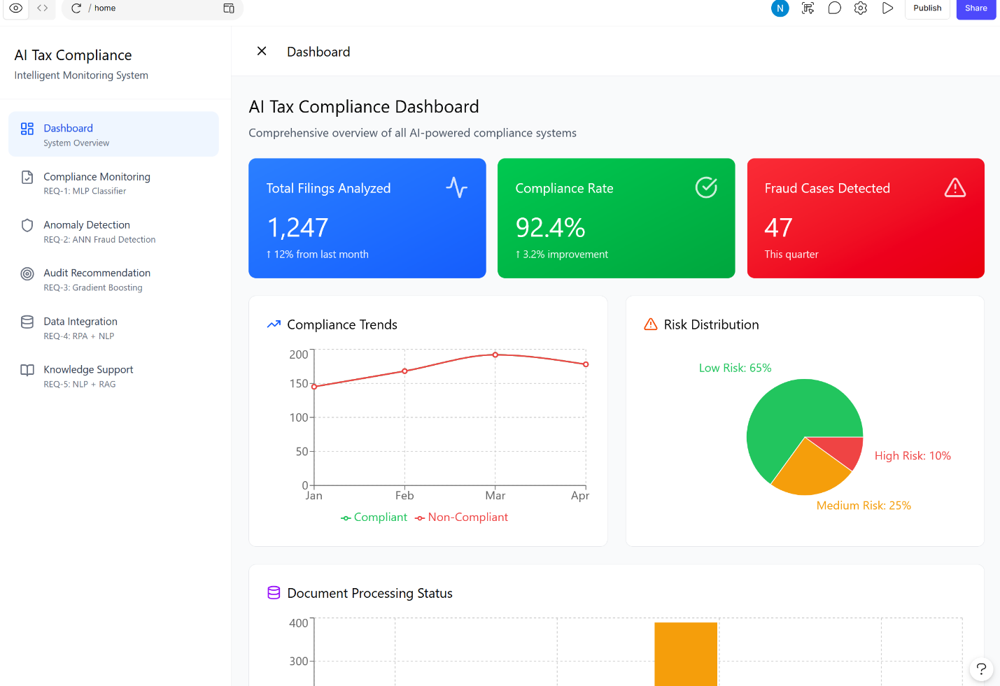 / home
N
Publish
Share
AI Tax Compliance
Intelligent Monitoring System
Dashboard
System Overview
Compliance Monitoring
REQ-1: MLP Classifier
Anomaly Detection
REQ-2: ANN Fraud Detection
Audit Recommendation
REQ-3: Gradient Boosting
Data Integration
REQ-4: RPA + NLP
Knowledge Support
REQ-5: NLP + RAG
Dashboard
AI Tax Compliance Dashboard
Comprehensive overview of all AI-powered compliance systems
Total Filings Analyzed
1,247
↑ 12% from last month
Compliance Rate
92.4%
↑ 3.2% improvement
Fraud Cases Detected
47
This quarter
Compliance Trends
200
150
100
50
0
Jan Feb Mar Apr
Compliant Non-Compliant
Risk Distribution
Low Risk: 65%
High Risk: 10%
Medium Risk: 25%
Document Processing Status
400
300
?